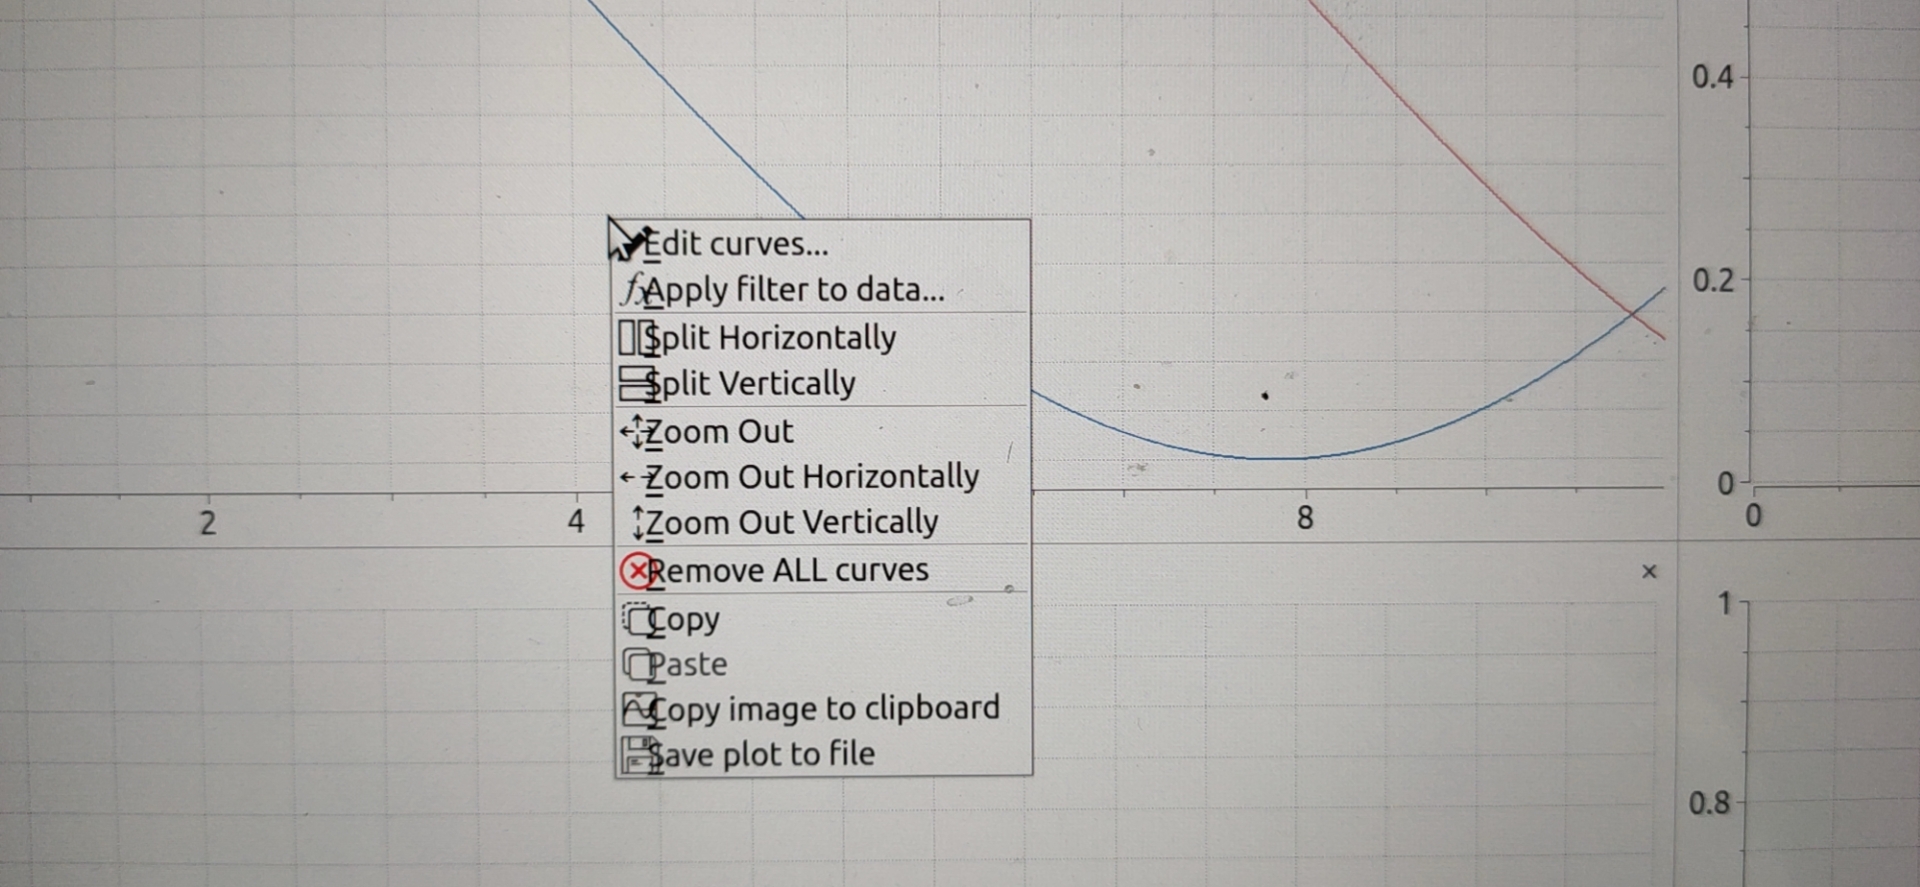 0.4
0.2
0
2
4
8
0
Edit curves...
Apply filter to data...
Split Horizontally
Split Vertically
Zoom Out
Zoom Out Horizontally
Zoom Out Vertically
Remove ALL curves
Copy
Paste
Copy image to clipboard
Save plot to file
1
0.8